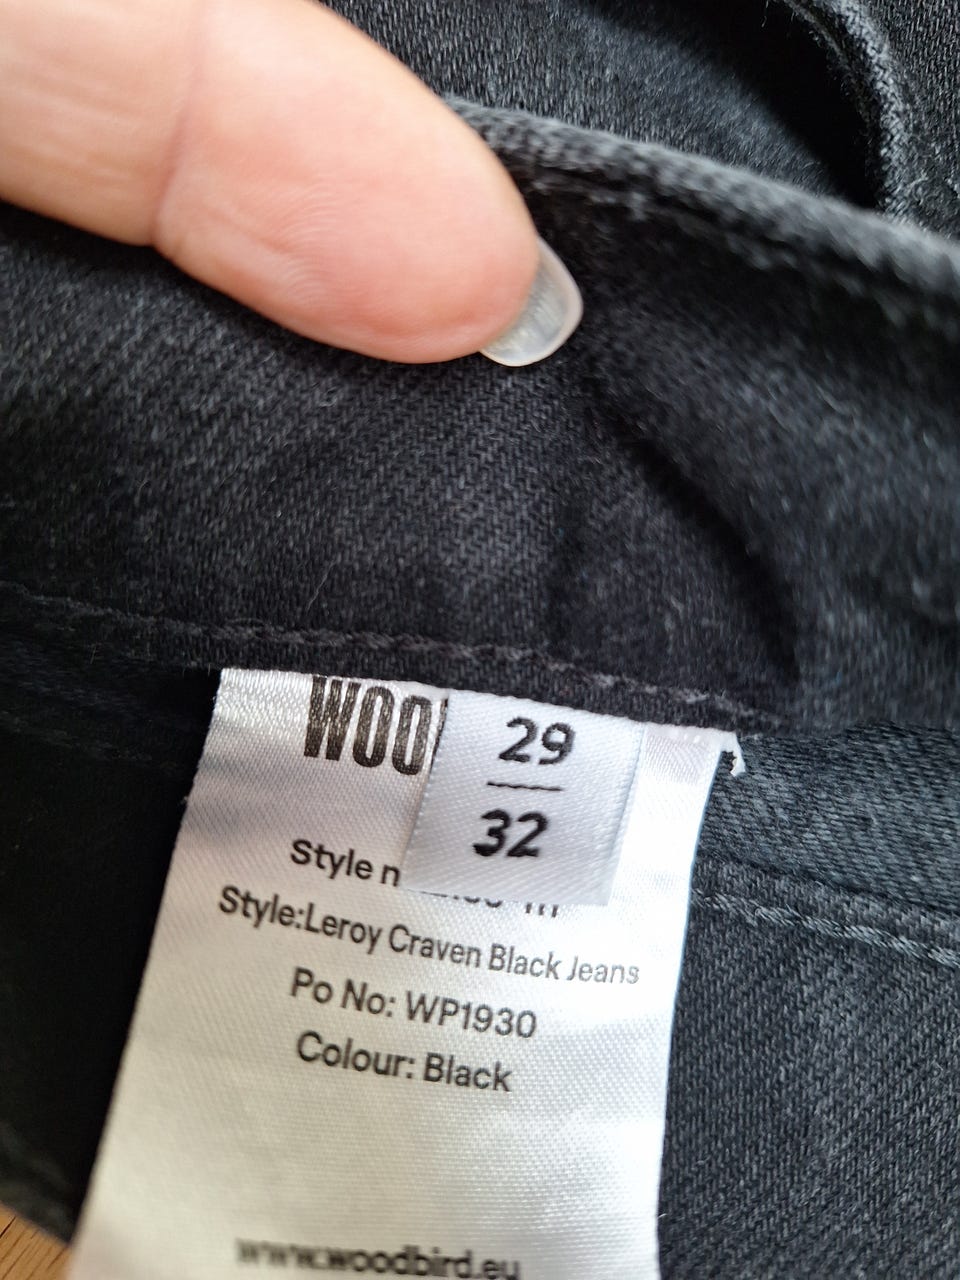 WOO
29
32
Style n
Style:Leroy Craven Black Jeans
Po No: WP1930
Colour: Black
www.woodbird.eu